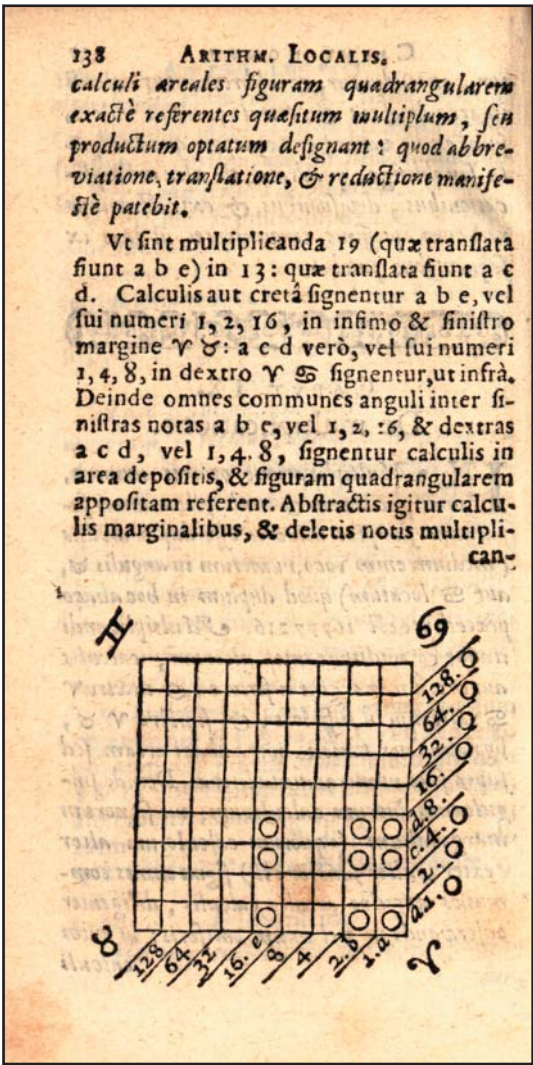 138 ARITHM. LOCALIS.
calculi areales figuram quadrangularem
exactè referentes quæsitum multiplum, seu
productum optatum designant: quod abbre-
viatione, translatione, & reductione manife-
stè patebit.
Vt sint multiplicanda 19 (quæ translata
fiunt a b e) in 13: quæ translata fiunt a c
d. Calculis aut cretâ signentur a b e, vel
sui numeri 1, 2, 16, in infimo & sinistro
margine ♈ ♉: a c d verò, vel sui numeri
1, 4, 8, in dextro ♈ ♋ signentur, ut infrà.
Deinde omnes communes anguli inter si-
nistras notas a b e, vel 1, 2, 16, & dextras
a c d, vel 1, 4. 8, signentur calculis in
area depositis, & figuram quadrangularem
appositam referent. Abstractis igitur calcu-
lis marginalibus, & deletis notis multipli-
can-
♊ ♋
128.
64.
32.
16.
d.8.
c.4.
2.
a.1.
♉ 128 64 32 16.e 8 4 2.b 1.a ♈